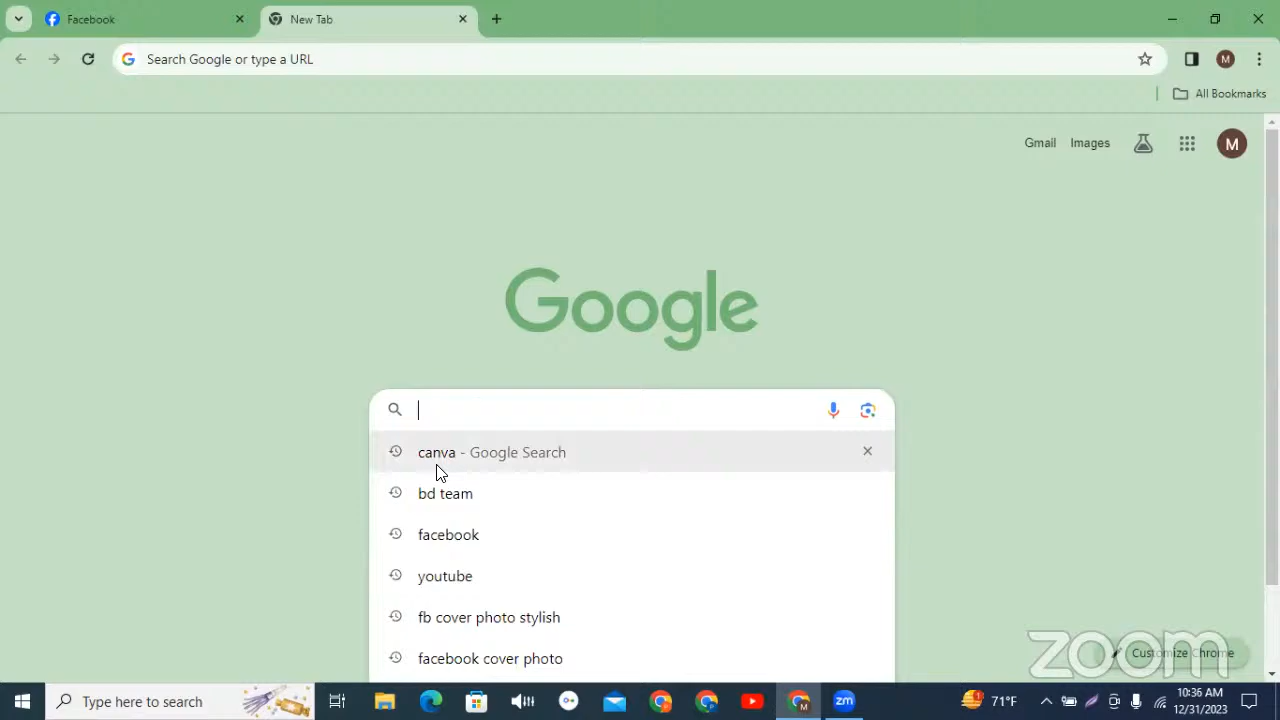 Facebook
New Tab
Search Google or type a URL
M
All Bookmarks
Gmail Images M
Google
canva - Google Search
bd team
facebook
youtube
fb cover photo stylish
facebook cover photo
zoom
Customize Chrome
Type here to search
M
zm
1
71°F
10:36 AM
12/31/2023